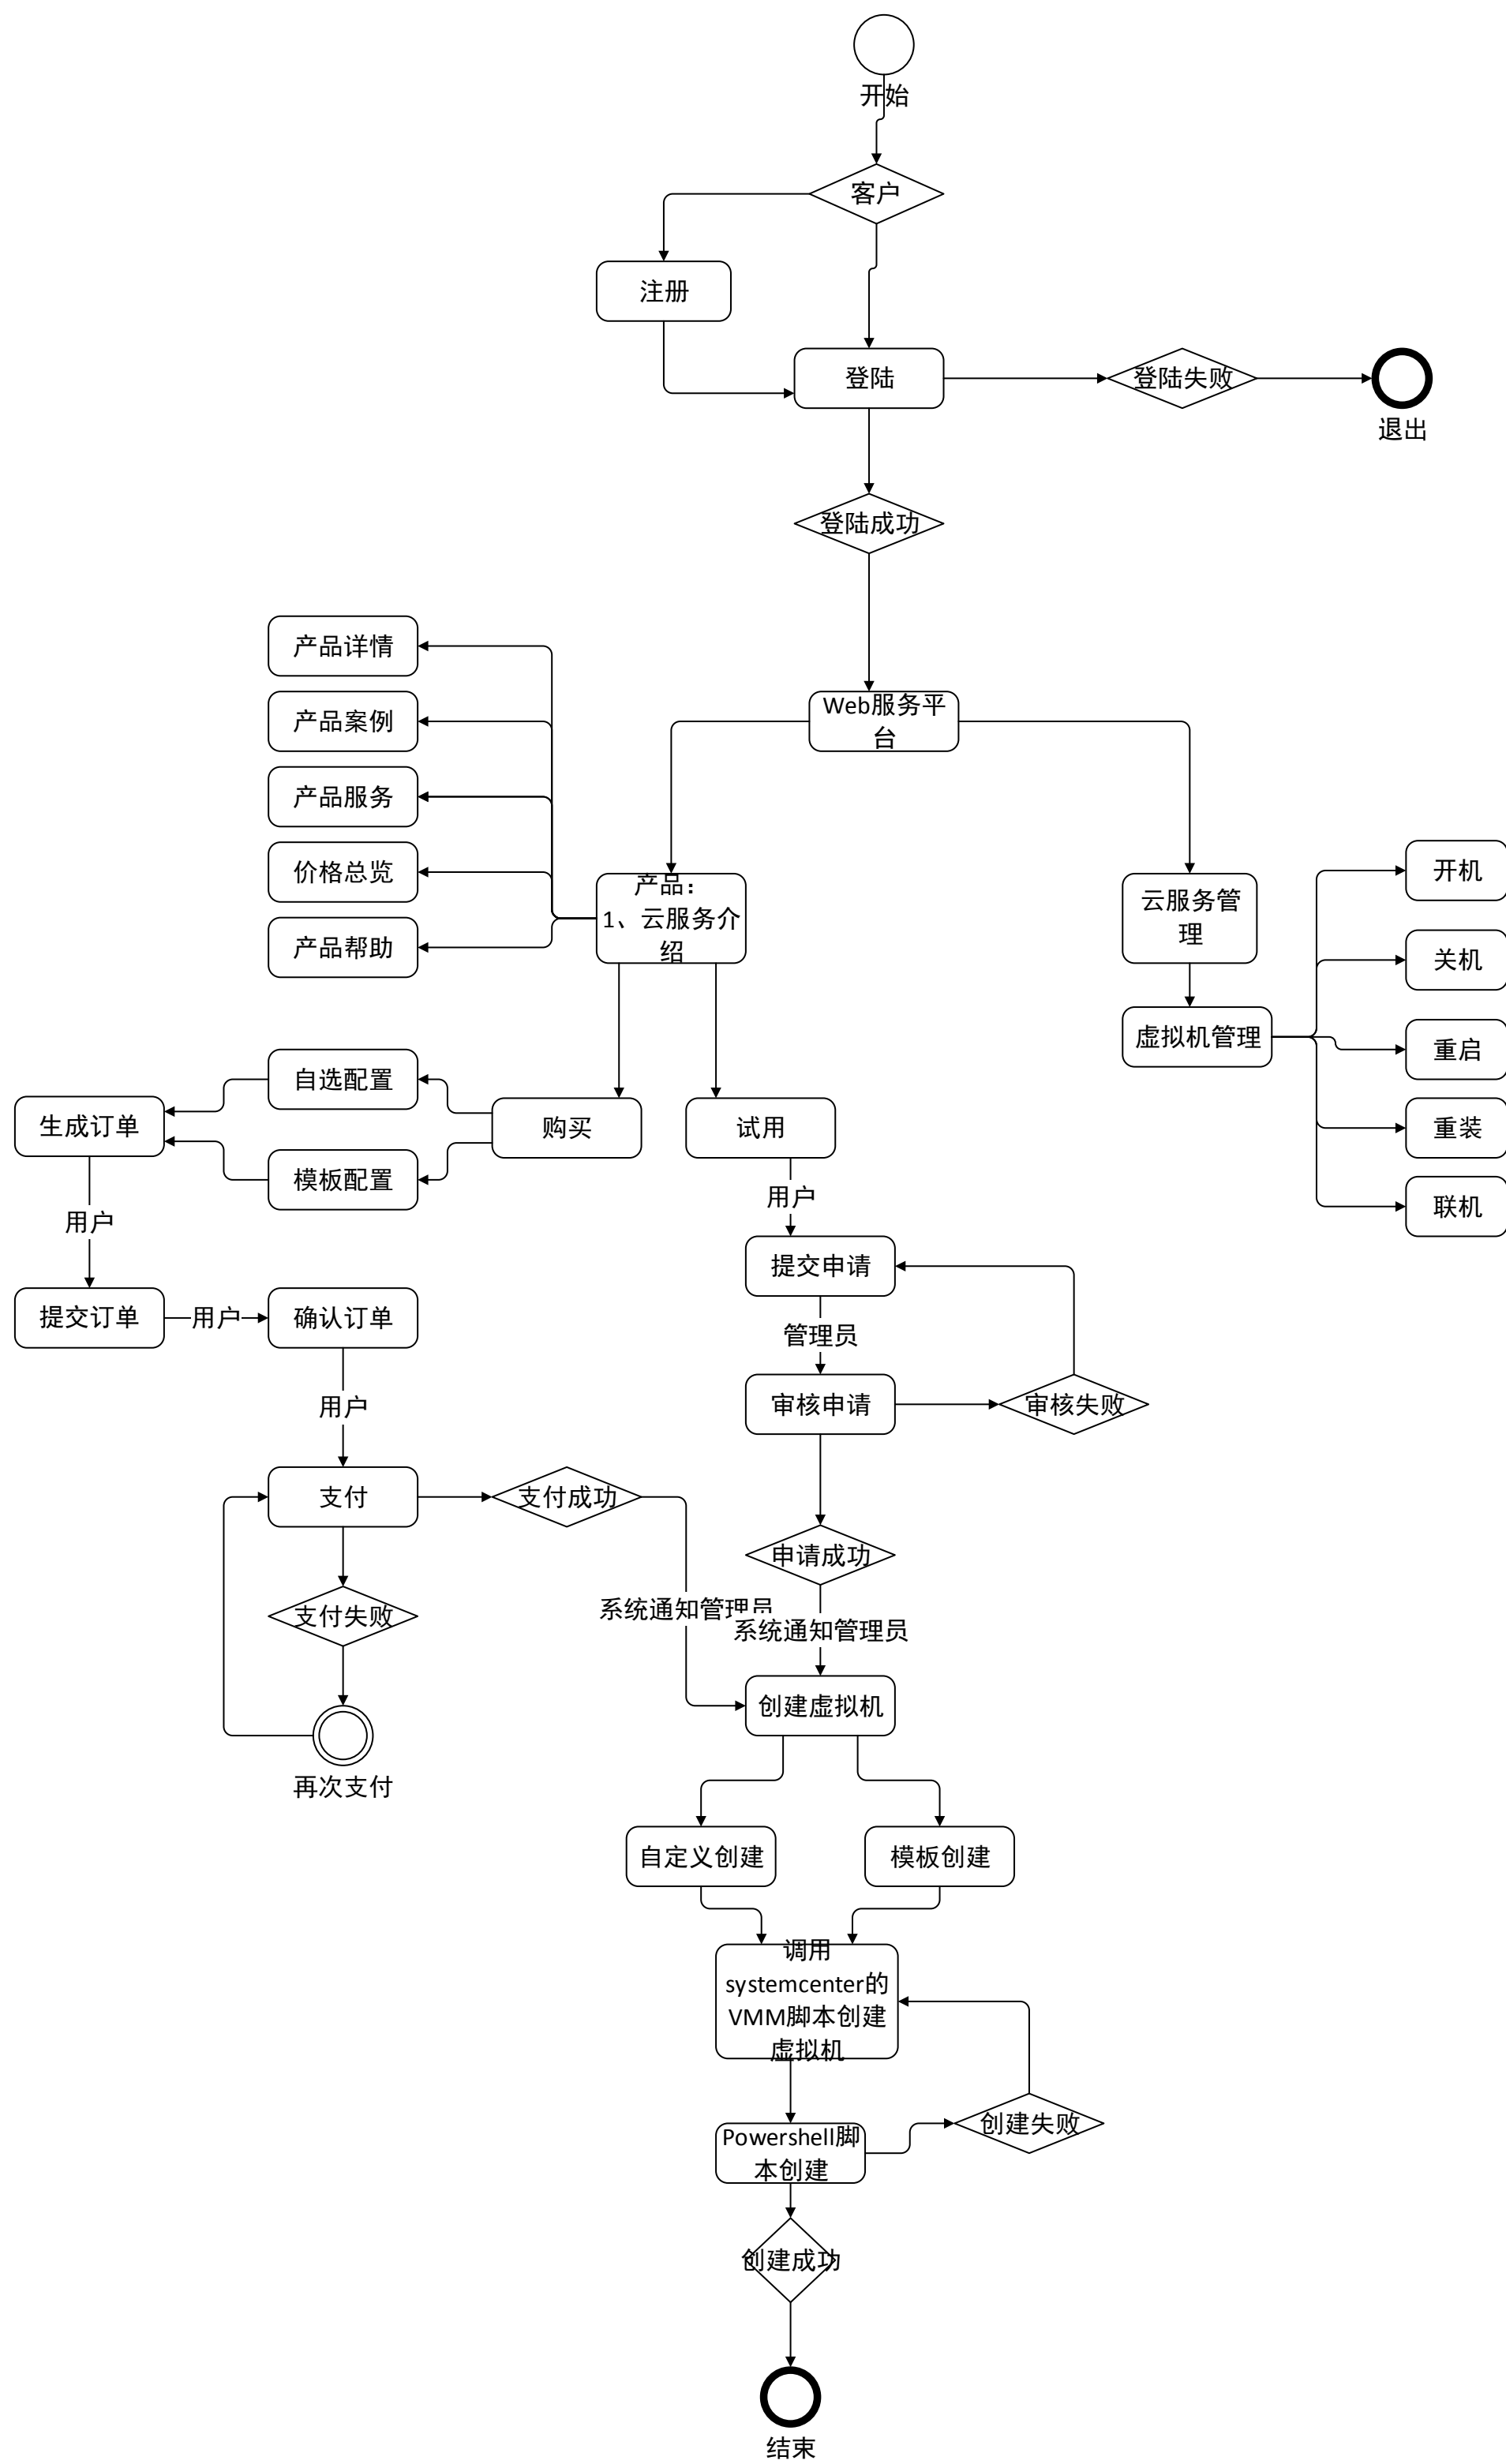 开始
客户
注册
登陆
登陆失败
退出
登陆成功
产品详情
产品案例
产品服务
价格总览
产品帮助
Web服务平
台
产品：
1、云服务介
绍
云服务管
理
虚拟机管理
开机
关机
重启
重装
联机
自选配置
模板配置
生成订单
购买
试用
用户
用户
提交申请
提交订单
用户
确认订单
管理员
审核申请
审核失败
用户
支付
支付成功
申请成功
支付失败
系统通知管理员
系统通知管理员
创建虚拟机
再次支付
自定义创建
模板创建
调用
systemcenter的
VMM脚本创建
虚拟机
Powershell脚
本创建
创建失败
创建成功
结束